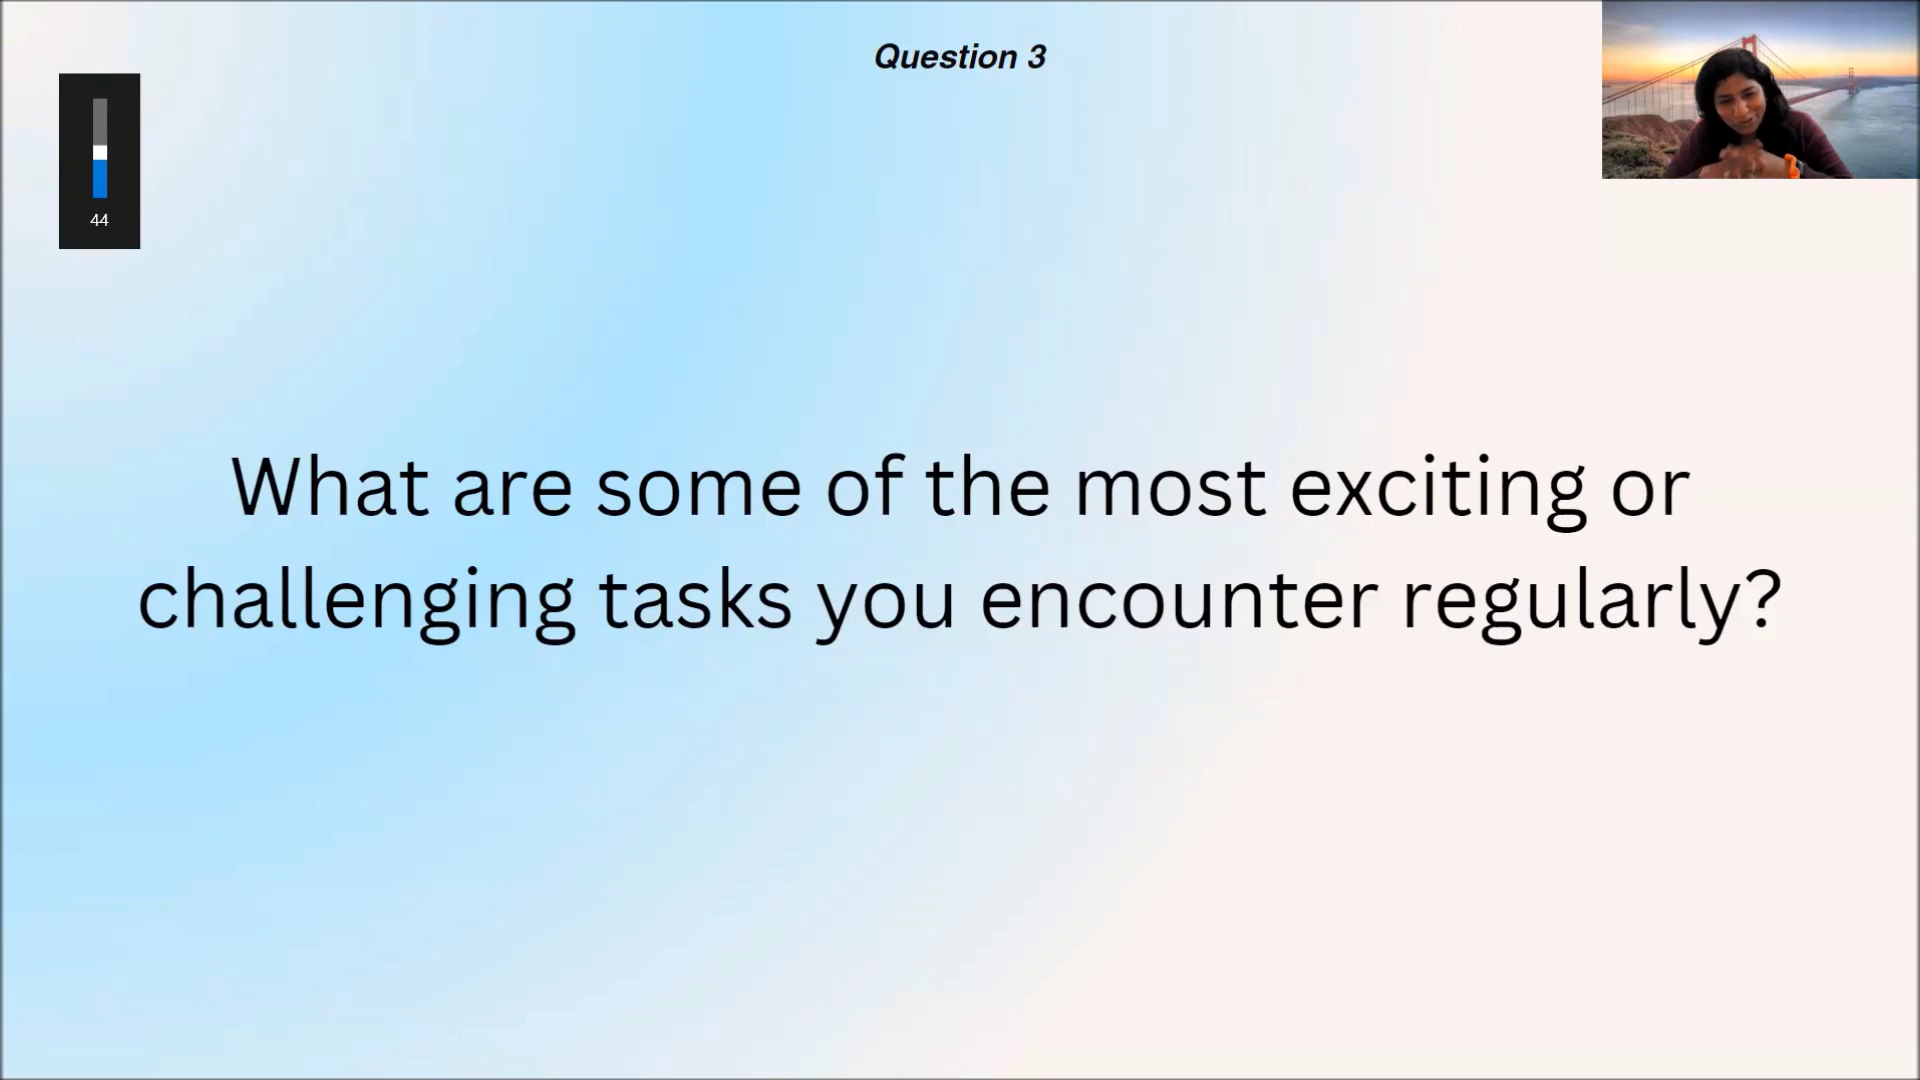 Question 3
44
What are some of the most exciting or
challenging tasks you encounter regularly?